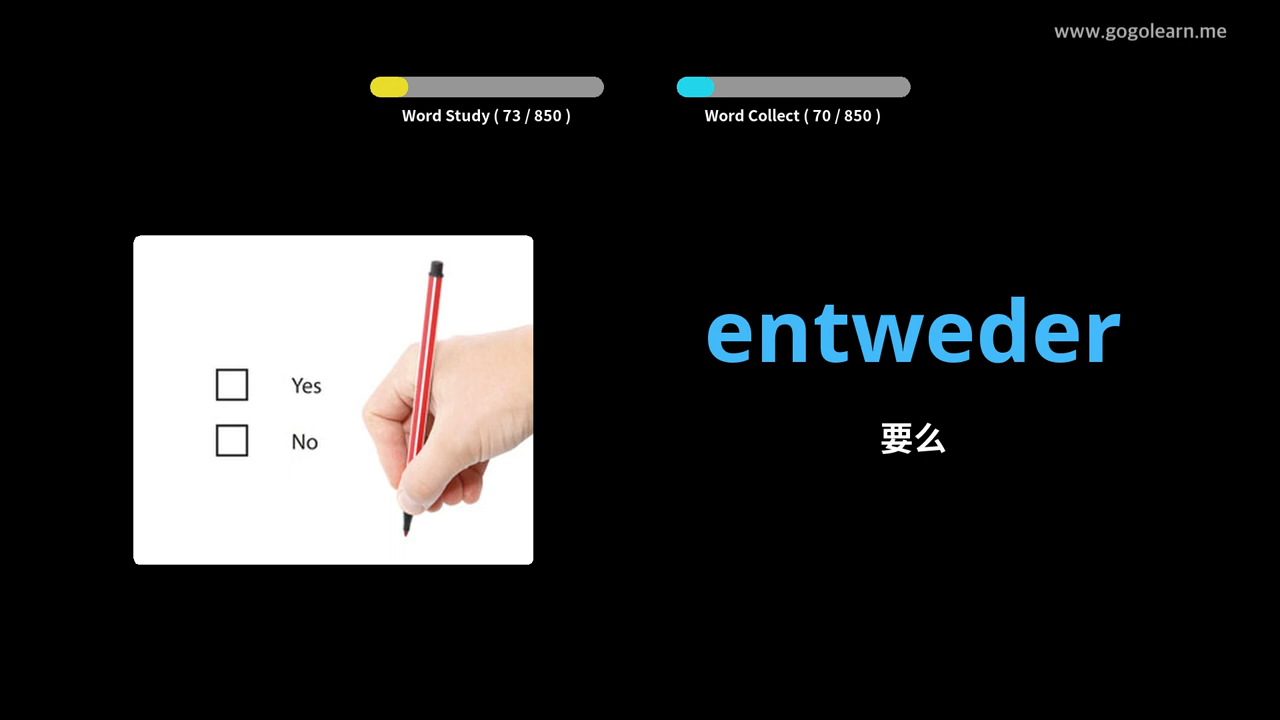 www.gogolearn.me
Word Study ( 73 / 850 )
Word Collect ( 70 / 850 )
Yes
No
entweder
要么